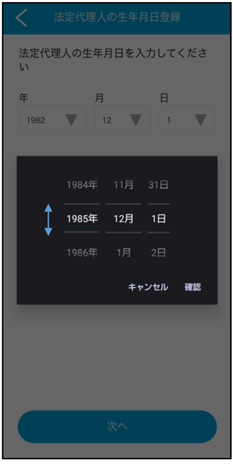 法定代理人の生年月日登録
法定代理人の生年月日を入力してくださ
い
年 月 日
1982 12 1
1984年 11月 31日
1985年 12月 1日
1986年 1月 2日
キャンセル 確認
次へ